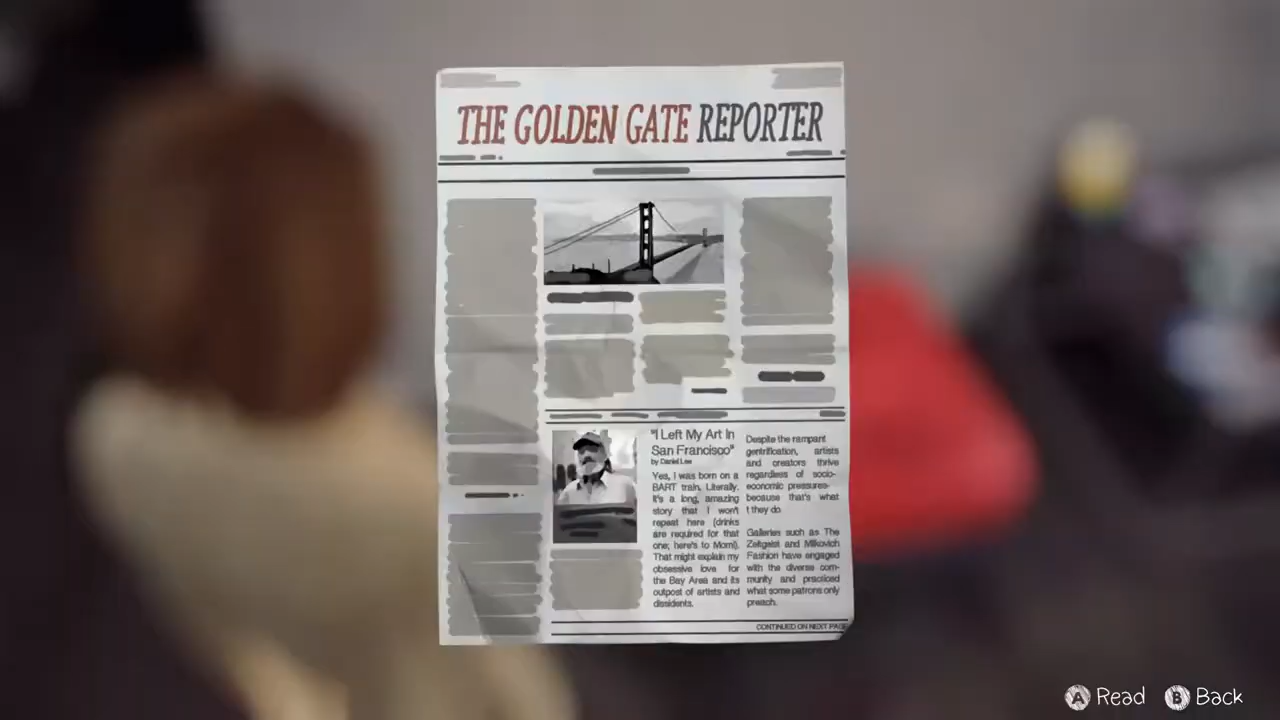 THE GOLDEN GATE REPORTER
"I Left My Art In
San Francisco"
by Daniel Lee
Yes, I was born on a
BART train. Literally.
It's a long, amazing
story that I won't
repeat here (drinks
are required for that
one; here's to Mom!).
That might explain my
obsessive love for
the Bay Area and its
outpost of artists and
dissidents.
Despite the rampant
gentrification, artists
and creators thrive
regardless of socio-
economic pressures-
because that's what
t they do.
Galleries such as The
Zeitgeist and Milkovich
Fashion have engaged
with the diverse com-
munity and practiced
what some patrons only
preach.
CONTINUED ON NEXT PAGE
A Read B Back